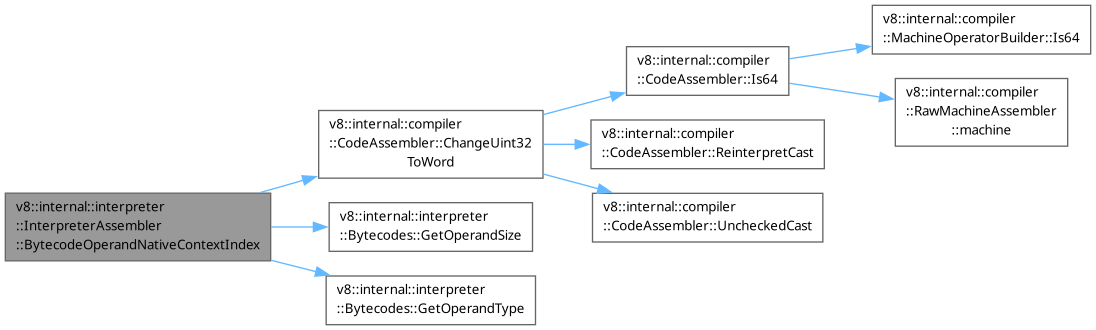 v8::internal::interpreter
::InterpreterAssembler
::BytecodeOperandNativeContextIndex
v8::internal::compiler
::CodeAssembler::ChangeUint32
ToWord
v8::internal::compiler
::CodeAssembler::Is64
v8::internal::compiler
::MachineOperatorBuilder::Is64
v8::internal::compiler
::RawMachineAssembler
::machine
v8::internal::compiler
::CodeAssembler::ReinterpretCast
v8::internal::compiler
::CodeAssembler::UncheckedCast
v8::internal::interpreter
::Bytecodes::GetOperandSize
v8::internal::interpreter
::Bytecodes::GetOperandType